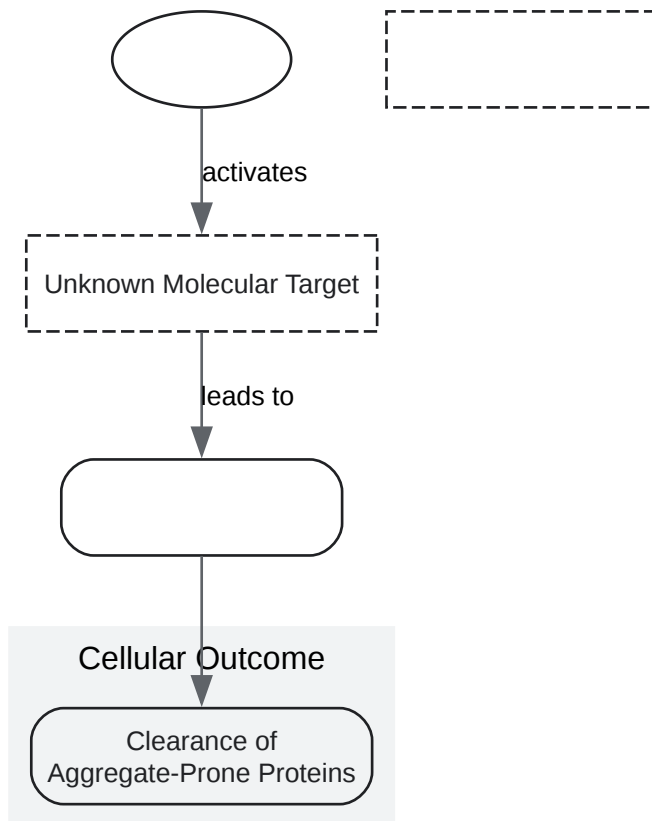 activates
Unknown Molecular Target
leads to
Cellular Outcome
Clearance of
Aggregate-Prone Proteins